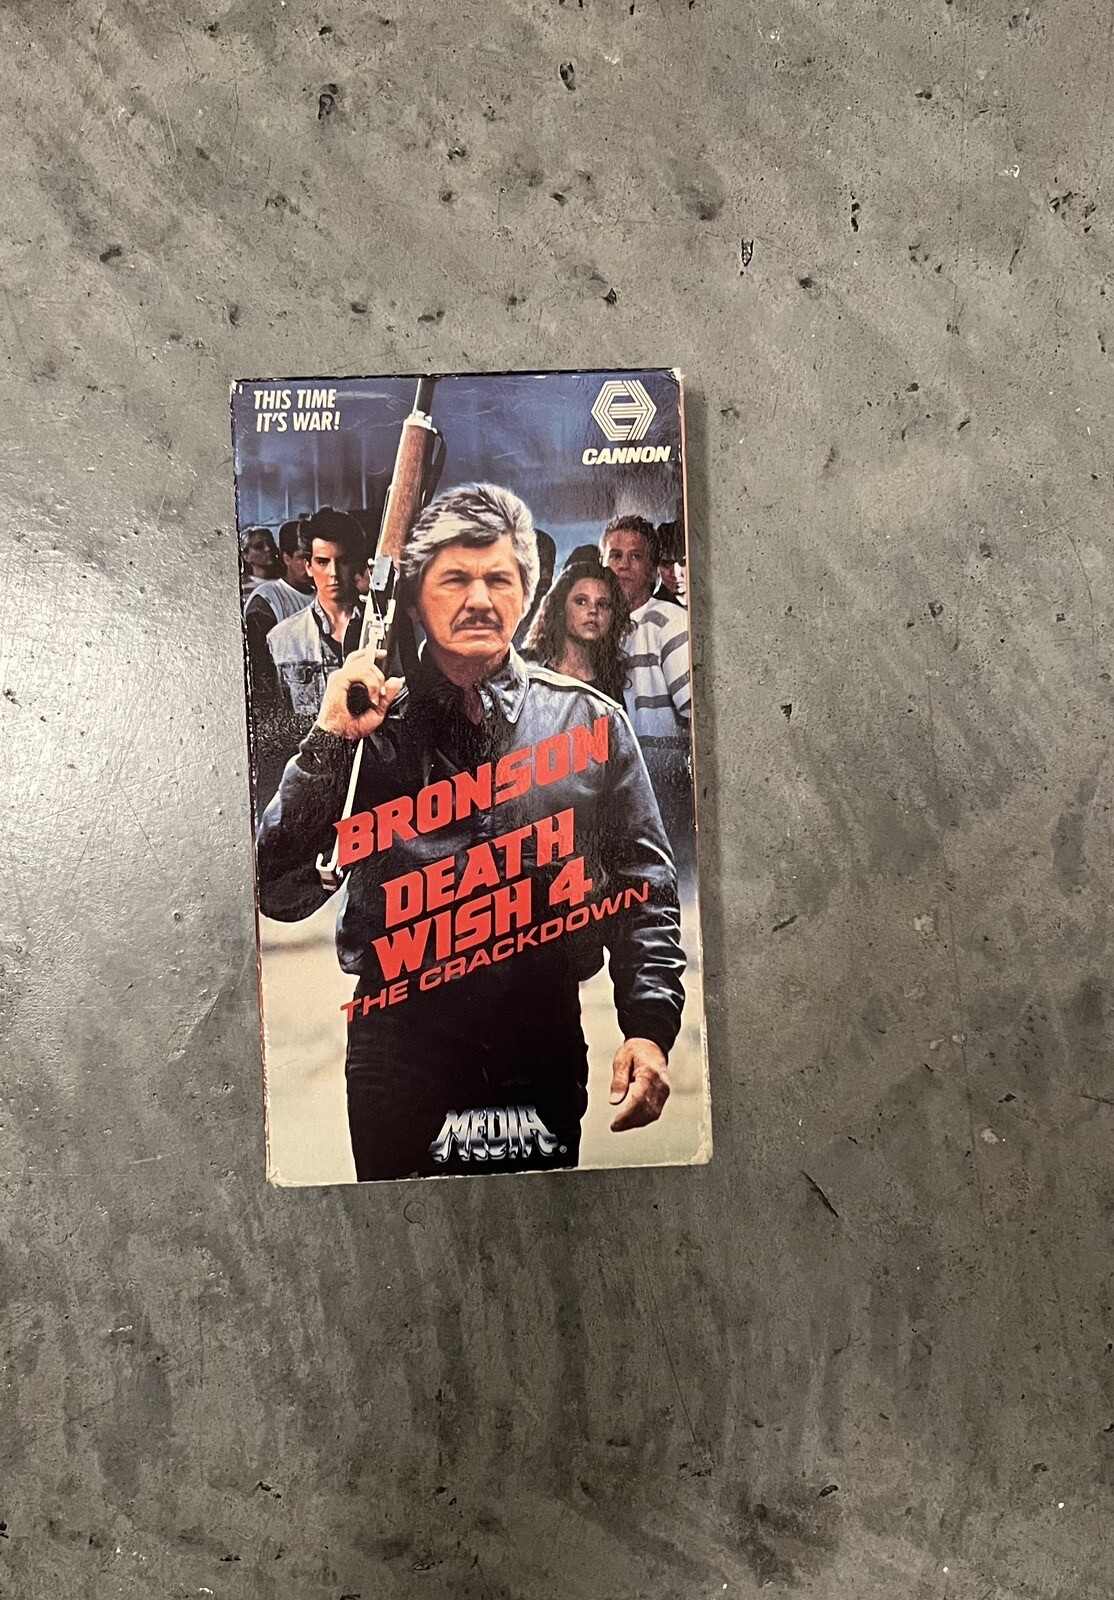 THIS TIME
IT'S WAR!
CANNON
BRONSON
DEATH
WISH 4
THE CRACKDOWN
MEDIA®